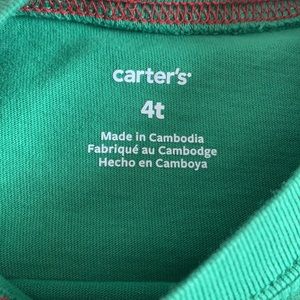 carter's
4t
Made in Cambodia
Fabriqué au Cambodge
Hecho en Camboya